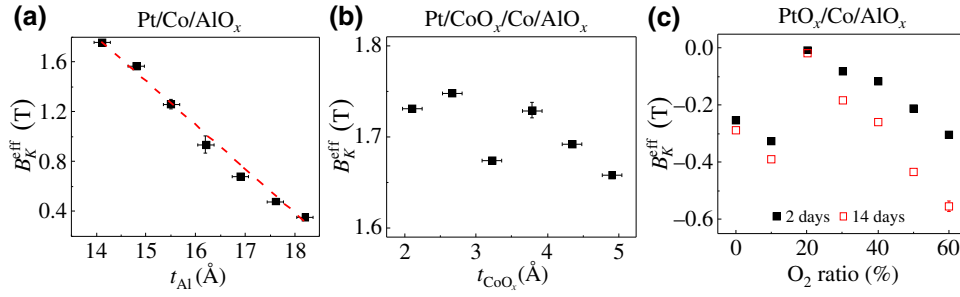 (a) Pt/Co/AlOₓ
B_K^eff (T)
1.6
1.2
0.8
0.4
14 15 16 17 18
t_Al (Å)
(b) Pt/CoOₓ/Co/AlOₓ
B_K^eff (T)
1.8
1.7
1.6
2 3 4 5
t_CoOₓ (Å)
(c) PtOₓ/Co/AlOₓ
B_K^eff (T)
0.0
−0.2
−0.4
−0.6
2 days 14 days
0 20 40 60
O₂ ratio (%)